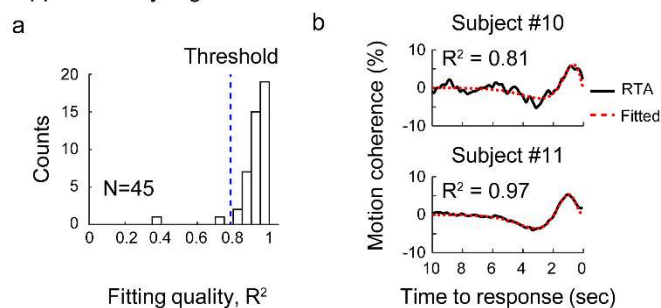 a
Threshold
Counts
20
15
10
5
0
N=45
0 0.2 0.4 0.6 0.8 1
Fitting quality, R²
b
Subject #10
Motion coherence (%)
10
0
-10
R² = 0.81
RTA
Fitted
Subject #11
10
0
-10
R² = 0.97
10 8 6 4 2 0
Time to response (sec)